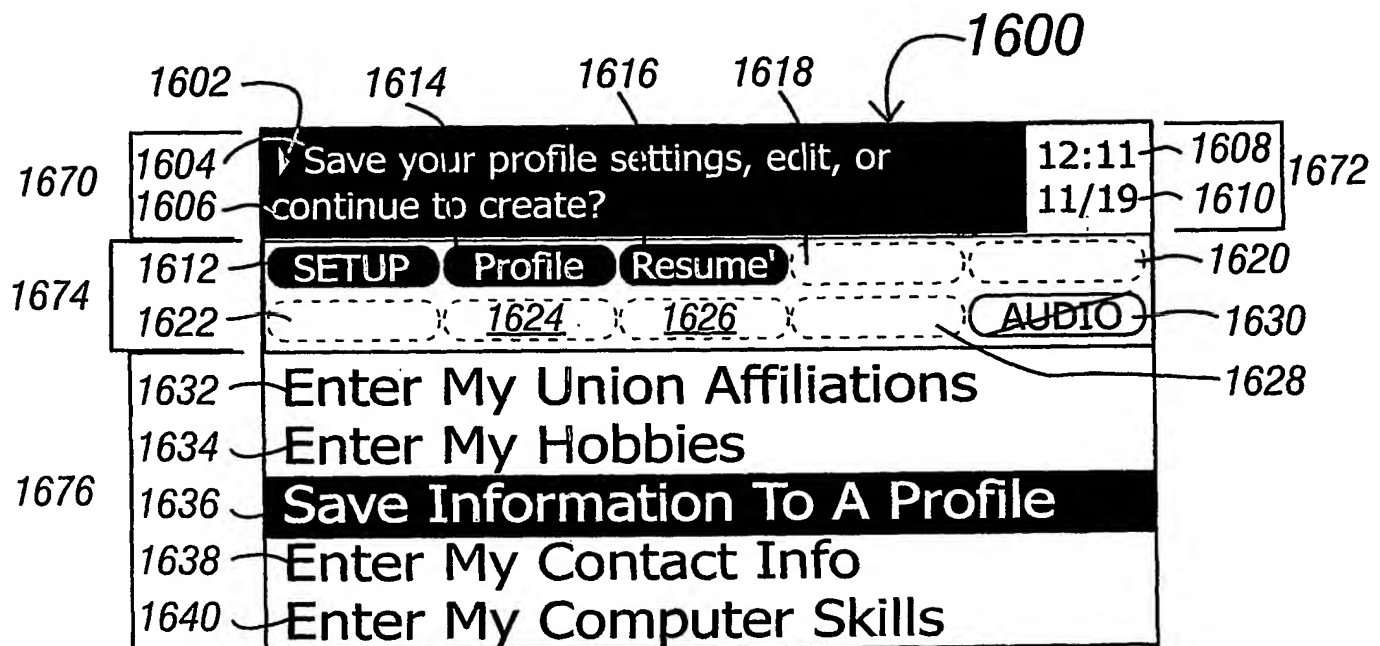 1600
1602 1614 1616 1618
1670 1604 Save your profile settings, edit, or 12:11 1608 1672
1606 continue to create? 11/19 1610
1674 1612 SETUP Profile Resume' 1620
1622 1624 1626 AUDIO 1630
1632 Enter My Union Affiliations 1628
1634 Enter My Hobbies
1676 1636 Save Information To A Profile
1638 Enter My Contact Info
1640 Enter My Computer Skills